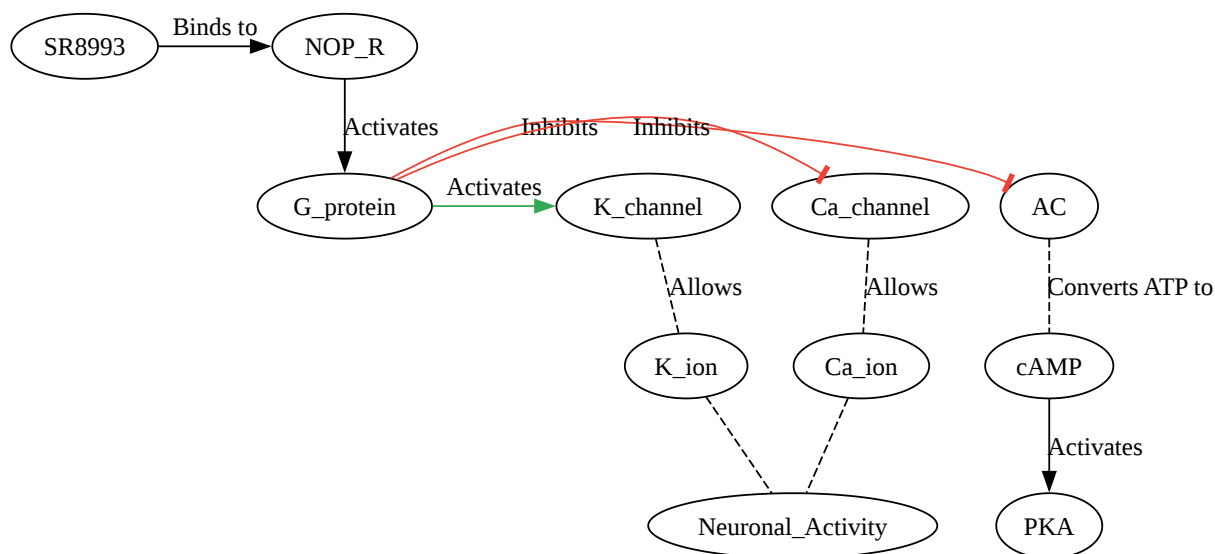 SR8993
Binds to
NOP_R
Activates
Inhibits
Inhibits
G_protein
Activates
K_channel
Ca_channel
AC
Allows
Allows
Converts ATP to
K_ion
Ca_ion
cAMP
Activates
Neuronal_Activity
PKA